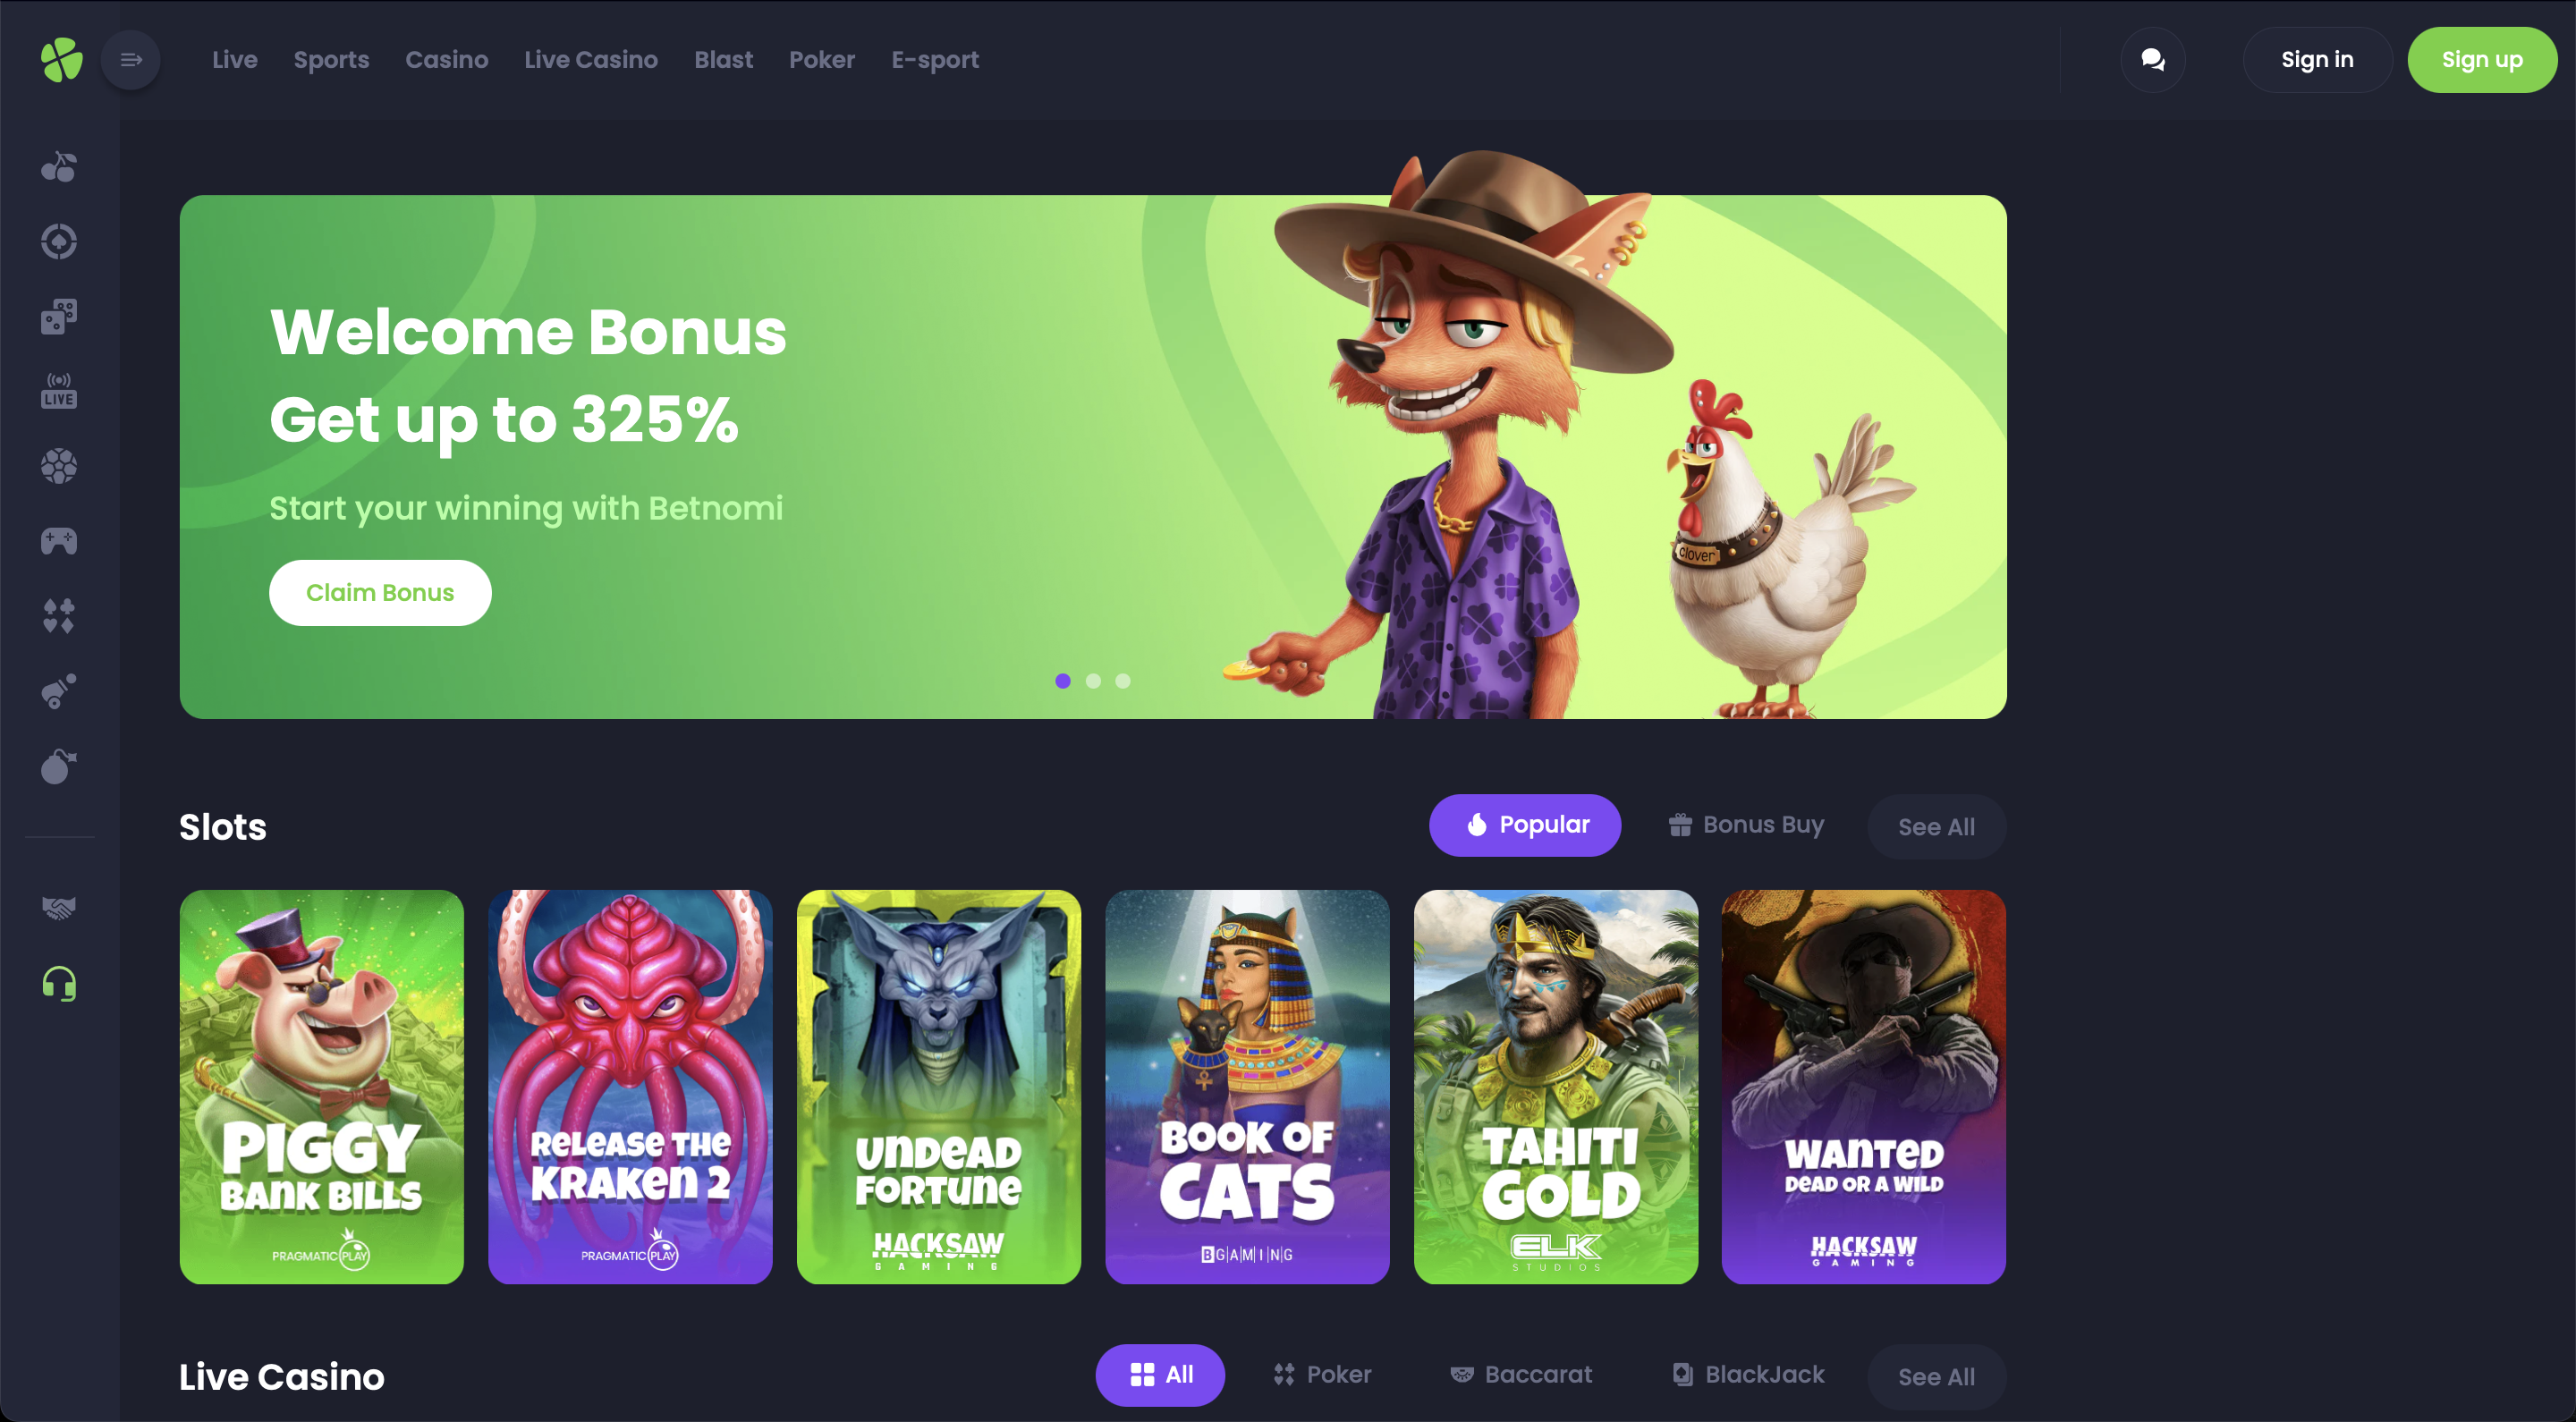 Live Sports Casino Live Casino Blast Poker E-sport Sign in Sign up
LIVE
Welcome Bonus
Get up to 325%
Start your winning with Betnomi
Claim Bonus
clover
Slots Popular Bonus Buy See All
PIGGY
BANK BILLS
PRAGMATIC PLAY
RELEASE THE
KRAKEN 2
PRAGMATIC PLAY
UNDEAD
FORTUNE
HACKSAW
GAMING
BOOK OF
CATS
BGAMING
TAHITI
GOLD
ELK
STUDIOS
WANTED
DEAD OR A WILD
HACKSAW
GAMING
Live Casino All Poker Baccarat BlackJack See All